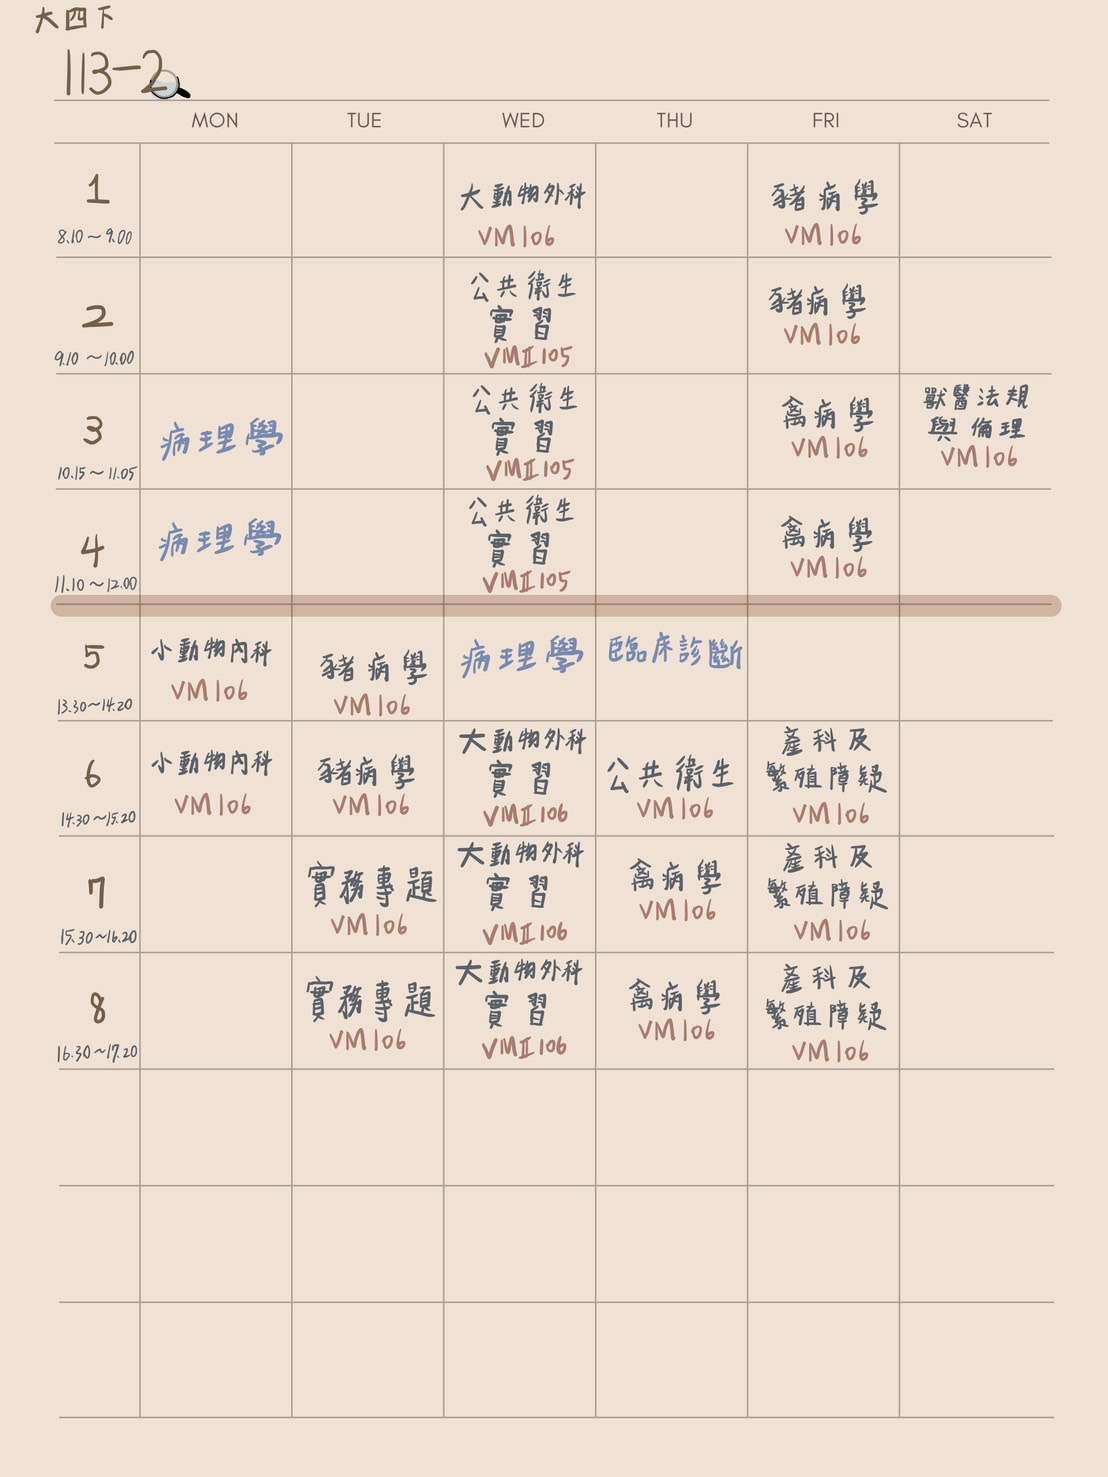 大四下
113-2
MON TUE WED THU FRI SAT
1
8.10～9.00
大動物外科
VM106
豬病學
VM106
2
9.10～10.00
公共衛生
實習
VMII105
豬病學
VM106
3
10.15～11.05
病理學
公共衛生
實習
VMII105
禽病學
VM106
獸醫法規
與倫理
VM106
4
11.10～12.00
病理學
公共衛生
實習
VMII105
禽病學
VM106
5
13.30～14.20
小動物內科
VM106
豬病學
VM106
病理學
臨床診斷
6
14.30～15.20
小動物內科
VM106
豬病學
VM106
大動物外科
實習
VMII106
公共衛生
VM106
產科及
繁殖障疑
VM106
7
15.30～16.20
實務專題
VM106
大動物外科
實習
VMII106
禽病學
VM106
產科及
繁殖障疑
VM106
8
16.30～17.20
實務專題
VM106
大動物外科
實習
VMII106
禽病學
VM106
產科及
繁殖障疑
VM106